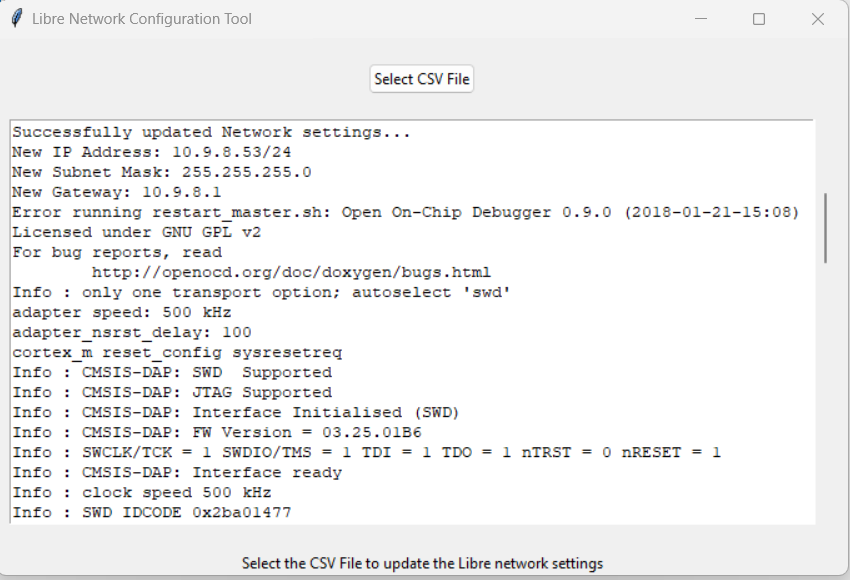 Libre Network Configuration Tool
Select CSV File
Successfully updated Network settings...
New IP Address: 10.9.8.53/24
New Subnet Mask: 255.255.255.0
New Gateway: 10.9.8.1
Error running restart_master.sh: Open On-Chip Debugger 0.9.0 (2018-01-21-15:08)
Licensed under GNU GPL v2
For bug reports, read
        http://openocd.org/doc/doxygen/bugs.html
Info : only one transport option; autoselect 'swd'
adapter speed: 500 kHz
adapter_nsrst_delay: 100
cortex_m reset_config sysresetreq
Info : CMSIS-DAP: SWD  Supported
Info : CMSIS-DAP: JTAG Supported
Info : CMSIS-DAP: Interface Initialised (SWD)
Info : CMSIS-DAP: FW Version = 03.25.01B6
Info : SWCLK/TCK = 1 SWDIO/TMS = 1 TDI = 1 TDO = 1 nTRST = 0 nRESET = 1
Info : CMSIS-DAP: Interface ready
Info : clock speed 500 kHz
Info : SWD IDCODE 0x2ba01477
Select the CSV File to update the Libre network settings